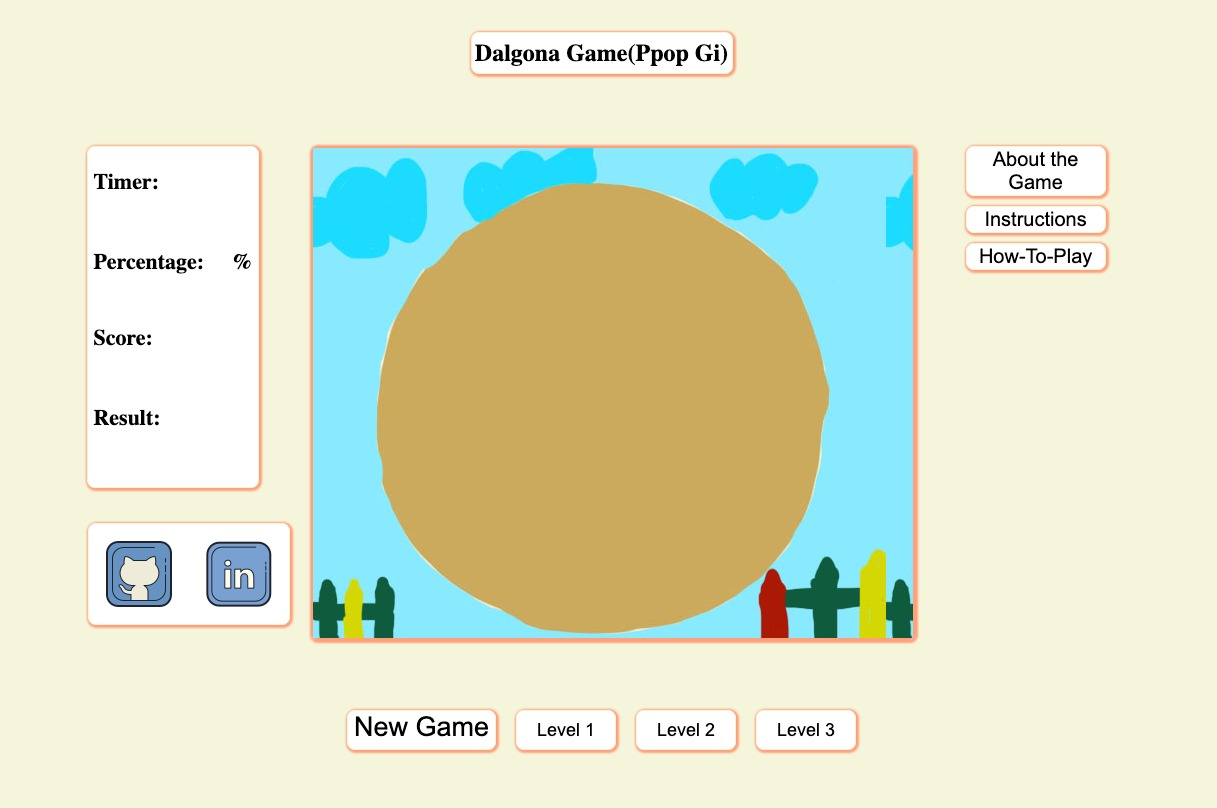 Dalgona Game(Ppop Gi)
Timer:
Percentage: %
Score:
Result:
in
About the
Game
Instructions
How-To-Play
New Game
Level 1
Level 2
Level 3